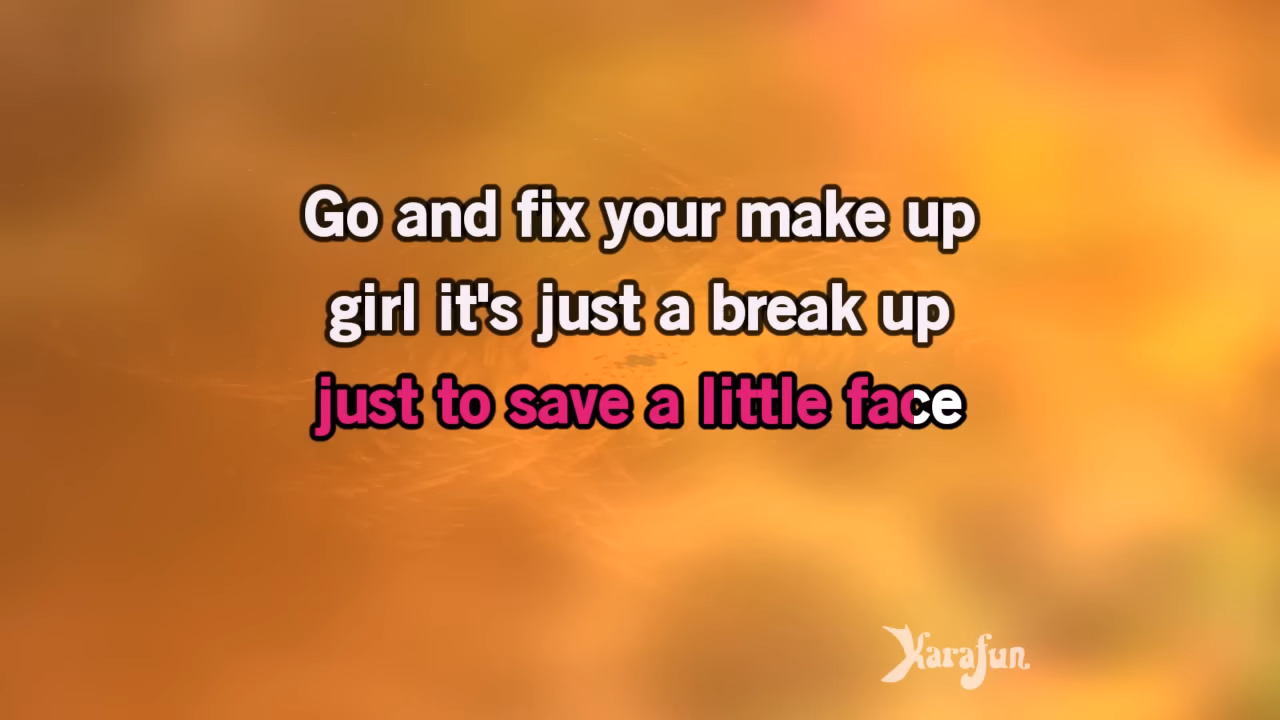 Go and fix your make up
girl it's just a break up
just to save a little face
Karafun